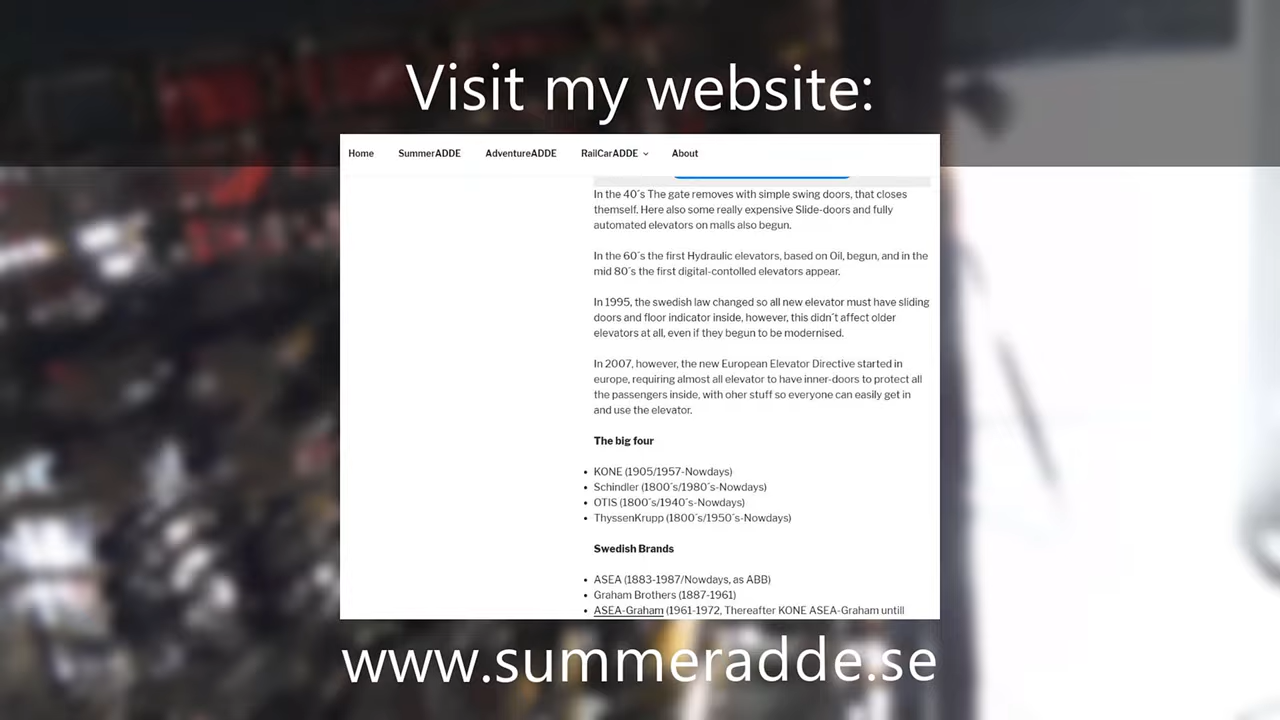 Visit my website:
Home SummerADDE AdventureADDE RailCarADDE About
In the 40´s The gate removes with simple swing doors, that closes
themself. Here also some really expensive Slide-doors and fully
automated elevators on malls also begun.
In the 60´s the first Hydraulic elevators, based on Oil, begun, and in the
mid 80´s the first digital-contolled elevators appear.
In 1995, the swedish law changed so all new elevator must have sliding
doors and floor indicator inside, however, this didn´t affect older
elevators at all, even if they begun to be modernised.
In 2007, however, the new European Elevator Directive started in
europe, requiring almost all elevator to have inner-doors to protect all
the passengers inside, with oher stuff so everyone can easily get in
and use the elevator.
The big four
• KONE (1905/1957-Nowdays)
• Schindler (1800´s/1980´s-Nowdays)
• OTIS (1800´s/1940´s-Nowdays)
• ThyssenKrupp (1800´s/1950´s-Nowdays)
Swedish Brands
• ASEA (1883-1987/Nowdays, as ABB)
• Graham Brothers (1887-1961)
• ASEA-Graham (1961-1972, Thereafter KONE ASEA-Graham untill
www.summeradde.se